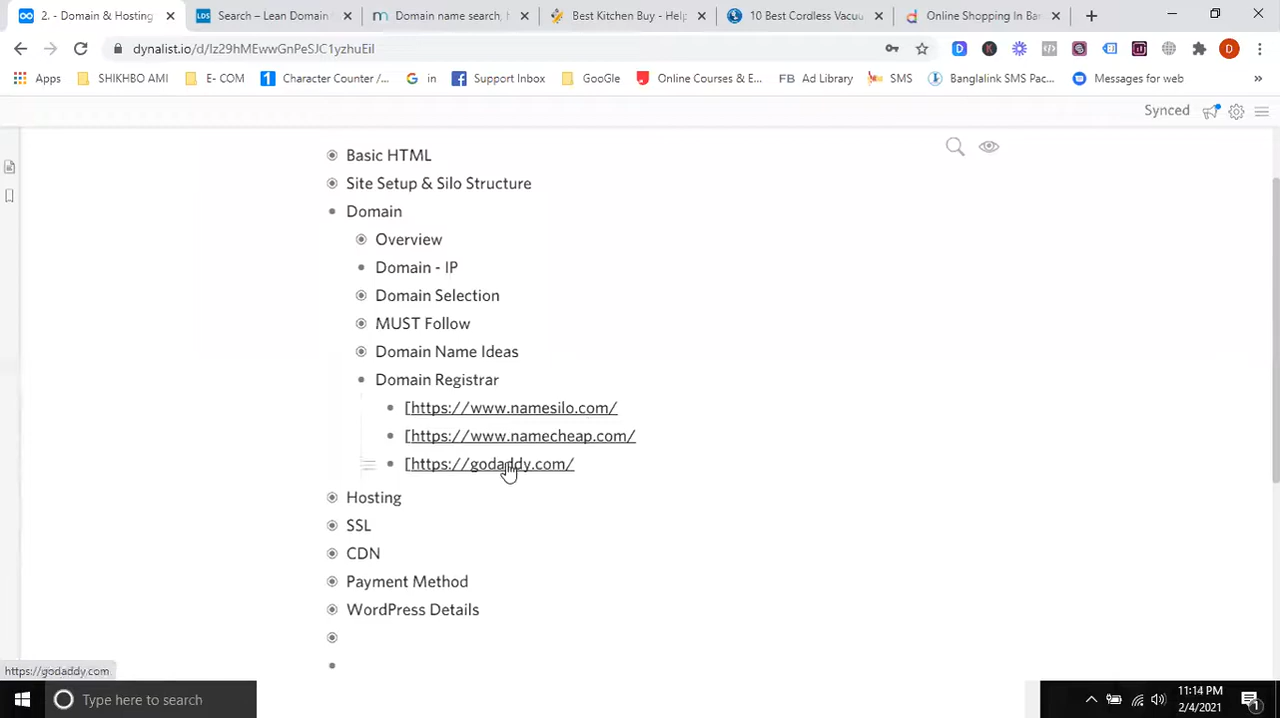 2. - Domain & Hosting
Search – Lean Domain
Domain name search, h
Best Kitchen Buy - Help
10 Best Cordless Vacu
Online Shopping In Ban
dynalist.io/d/Iz29hMEwwGnPeSJC1yzhuEil
D
Apps
SHIKHBO AMI
E- COM
Character Counter /...
in
Support Inbox
GooGle
Online Courses & E...
FB Ad Library
SMS
Banglalink SMS Pac...
Messages for web
»
Synced
Basic HTML
Site Setup & Silo Structure
Domain
Overview
Domain - IP
Domain Selection
MUST Follow
Domain Name Ideas
Domain Registrar
[https://www.namesilo.com/
[https://www.namecheap.com/
[https://godaddy.com/
Hosting
SSL
CDN
Payment Method
WordPress Details
https://godaddy.com
Type here to search
11:14 PM
2/4/2021
1